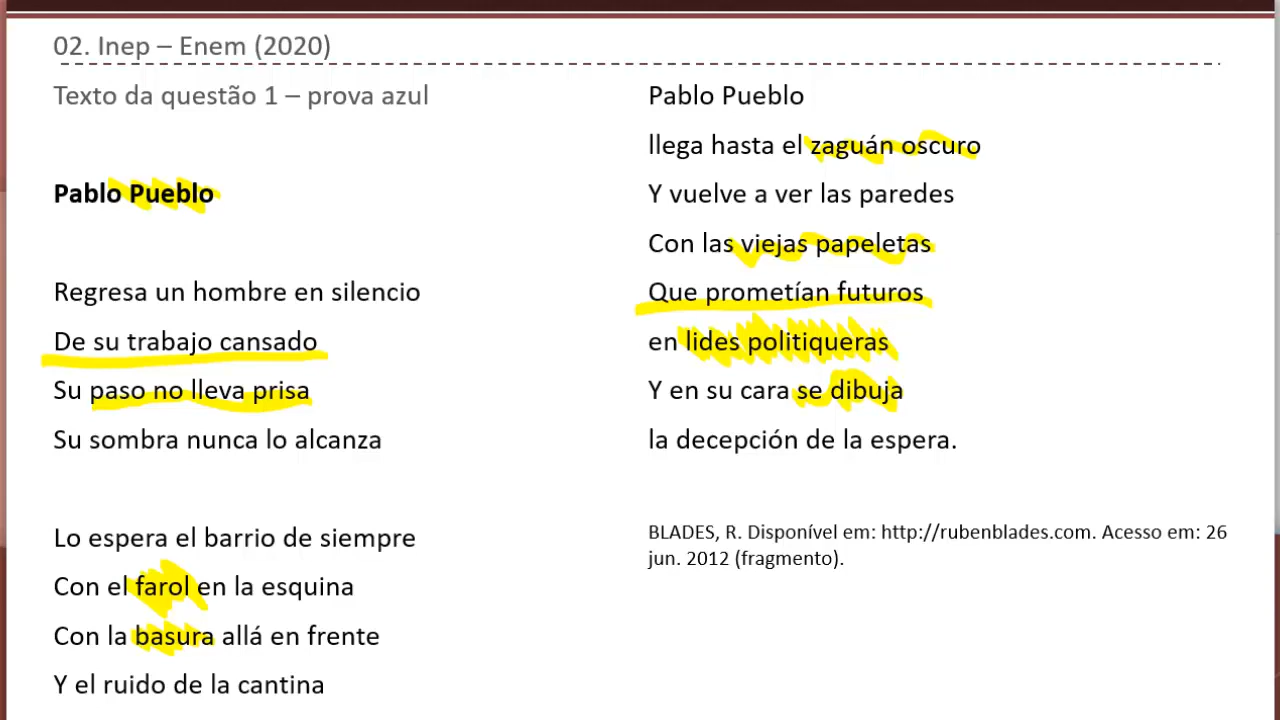 02. Inep – Enem (2020)
Texto da questão 1 – prova azul
Pablo Pueblo
Regresa un hombre en silencio
De su trabajo cansado
Su paso no lleva prisa
Su sombra nunca lo alcanza
Lo espera el barrio de siempre
Con el farol en la esquina
Con la basura allá en frente
Y el ruido de la cantina
Pablo Pueblo
llega hasta el zaguán oscuro
Y vuelve a ver las paredes
Con las viejas papeletas
Que prometían futuros
en lides politiqueras
Y en su cara se dibuja
la decepción de la espera.
BLADES, R. Disponível em: http://rubenblades.com. Acesso em: 26
jun. 2012 (fragmento).